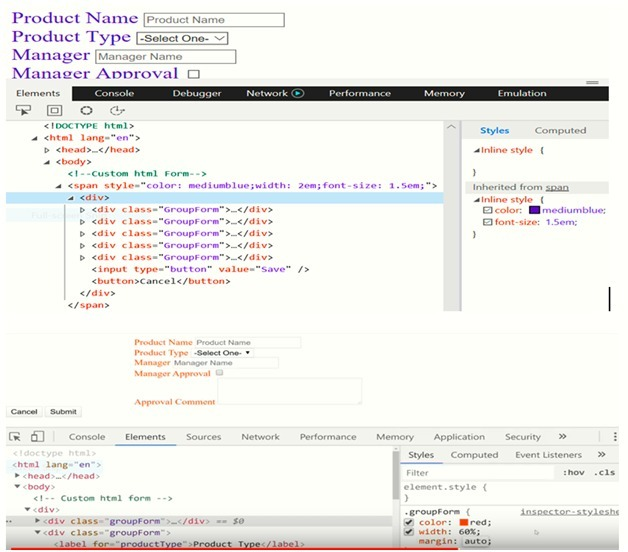 Product Name Product Name
Product Type -Select One-
Manager Manager Name
Manager Approval
Elements Console Debugger Network Performance Memory Emulation
<!DOCTYPE html>
<html lang="en">
<head>…</head>
<body>
<!--Custom html Form-->
<span style="color: mediumblue;width: 2em;font-size: 1.5em;">
<div>
<div class="GroupForm">…</div>
<div class="GroupForm">…</div>
<div class="GroupForm">…</div>
<div class="GroupForm">…</div>
<div class="GroupForm">…</div>
<input type="button" value="Save" />
<button>Cancel</button>
</div>
</span>
Styles Computed
Inline style {
}
Inherited from span
Inline style {
color: mediumblue;
font-size: 1.5em;
}
Product Name Product Name
Product Type -Select One-
Manager Manager Name
Manager Approval
Approval Comment
Cancel Submit
Console Elements Sources Network Performance Memory Application Security »
<!doctype html>
<html lang="en">
<head>…</head>
<body>
<!-- Custom html form -->
<div>
<div class="groupForm">…</div> == $0
<div class="groupForm">
<label for="productType">Product Type</label>
Styles Computed Event Listeners »
Filter :hov .cls
element.style {
}
.groupForm { inspector-styleshe
color: red;
width: 60%;
margin: auto;